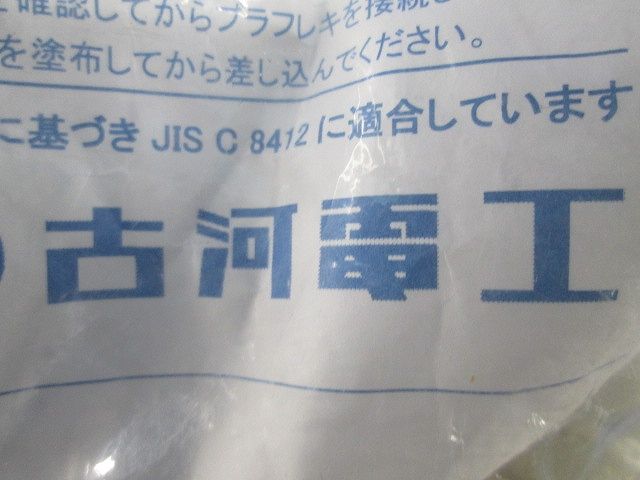 確認してからプラフレキを接続
を塗布してから差し込んでください。
に基づき JIS C 8412 に適合しています
古河電工